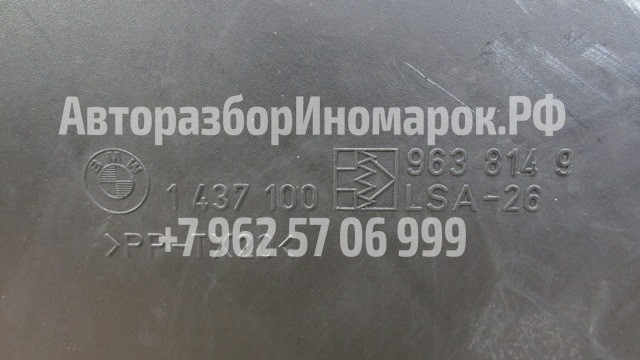 АвторазборИномарок.РФ
BMW
963 814 9
1 437 100
LSA-26
+7 962 57 06 999